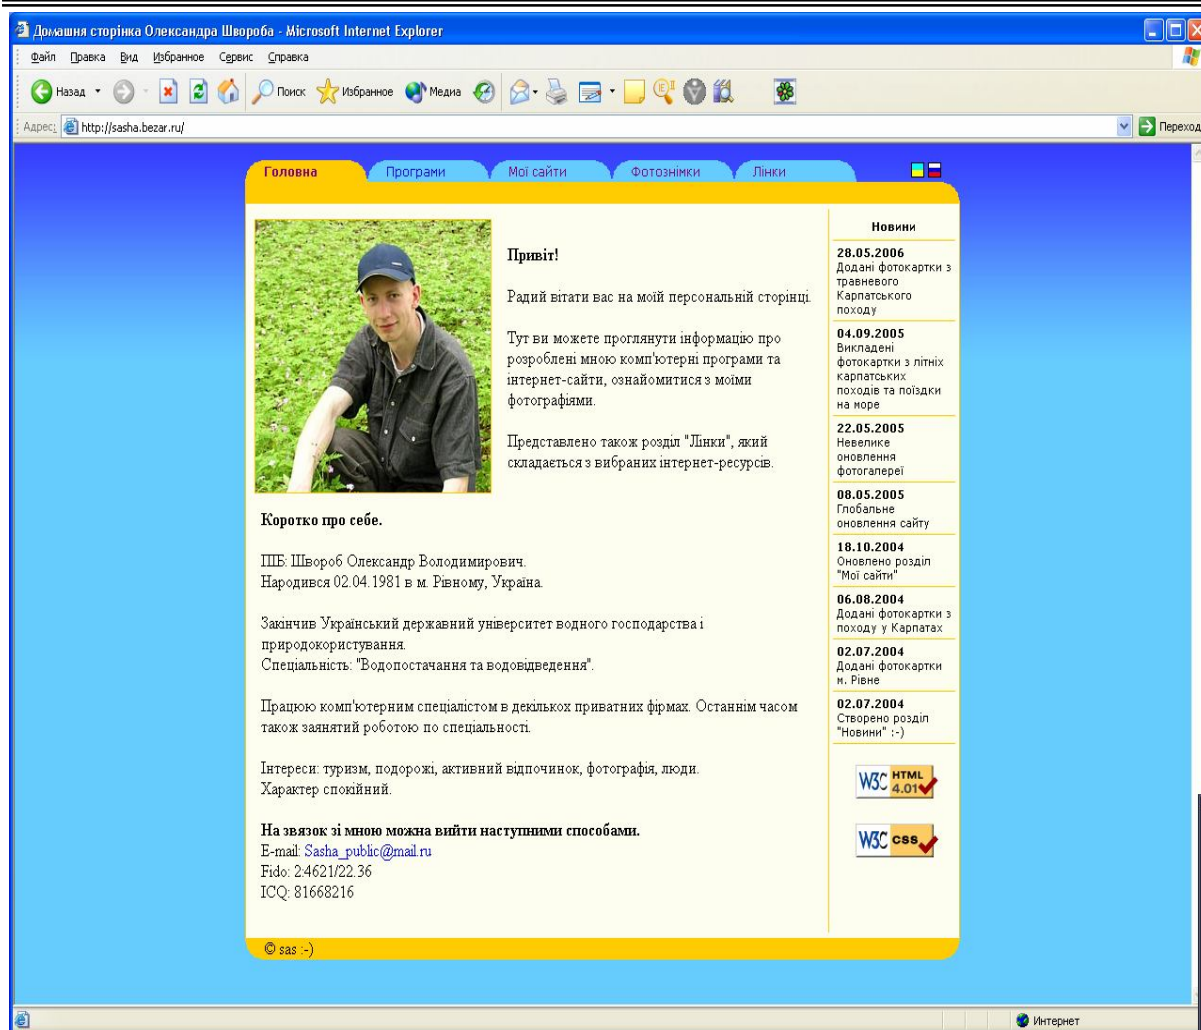 Домашня сторінка Олександра Швороба - Microsoft Internet Explorer
Файл Правка Вид Избранное Сервис Справка
Назад Поиск Избранное Медиа
Адрес: http://sasha.bezar.ru/ Переход
Головна Програми Мої сайти Фотознімки Лінки
Привіт!
Радий вітати вас на моїй персональній сторінці.
Тут ви можете проглянути інформацію про
розроблені мною комп'ютерні програми та
інтернет-сайти, ознайомитися з моїми
фотографіями.
Представлено також розділ "Лінки", який
складається з вибраних інтернет-ресурсів.
Коротко про себе.
ПІБ: Швороб Олександр Володимирович.
Народився 02.04.1981 в м. Рівному, Україна.
Закінчив Український державний університет водного господарства і
природокористування.
Спеціальність: "Водопостачання та водовідведення".
Працюю комп'ютерним спеціалістом в декількох приватних фірмах. Останнім часом
також заянятий роботою по спеціальності.
Інтереси: туризм, подорожі, активний відпочинок, фотографія, люди.
Характер спокійний.
На звязок зі мною можна вийти наступними способами.
E-mail: Sasha_public@mail.ru
Fido: 2:4621/22.36
ICQ: 81668216
Новини
28.05.2006
Додані фотокартки з
травневого
Карпатського
походу
04.09.2005
Викладені
фотокартки з літніх
карпатських
походів та поїздки
на море
22.05.2005
Невелике
оновлення
фотогалереї
08.05.2005
Глобальне
оновлення сайту
18.10.2004
Оновлено розділ
"Мої сайти"
06.08.2004
Додані фотокартки з
походу у Карпатах
02.07.2004
Додані фотокартки
м. Рівне
02.07.2004
Створено розділ
"Новини" :-)
W3C HTML 4.01
W3C css
© sas :-)
Интернет